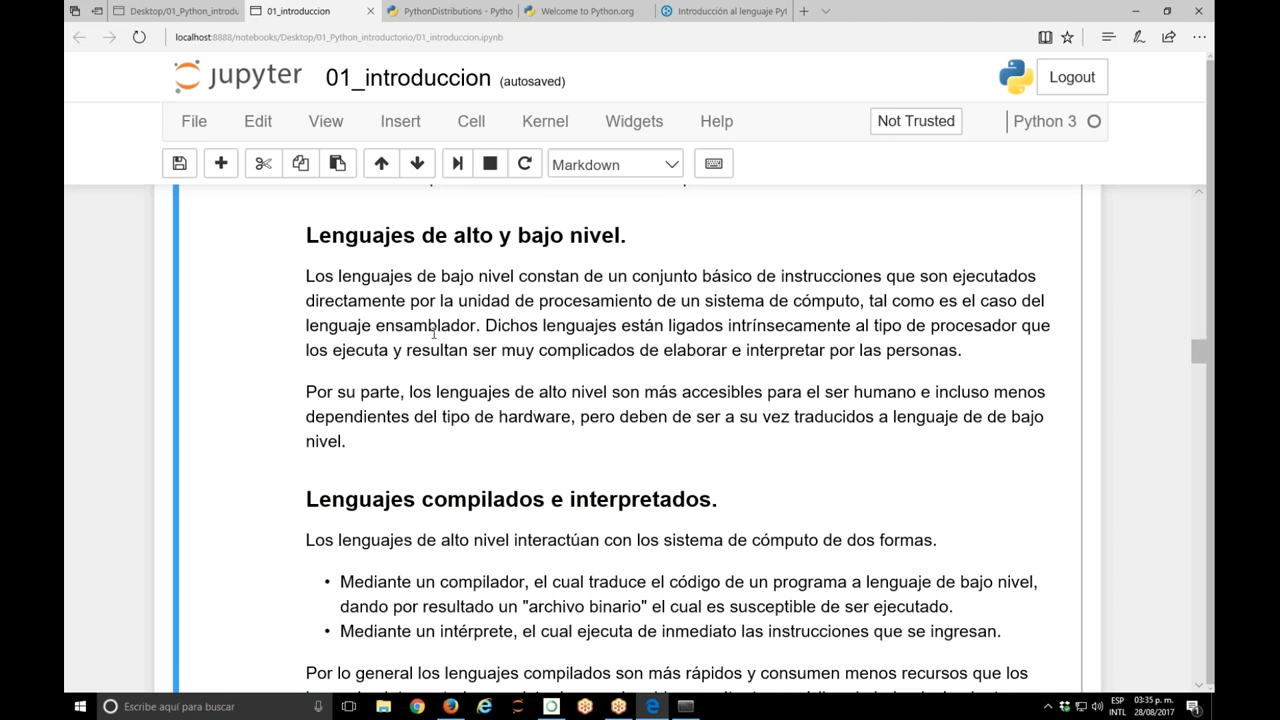 Desktop/01_Python_introdu
01_introduccion
PythonDistributions - Pytho
Welcome to Python.org
Introducción al lenguaje Pyt
localhost:8888/notebooks/Desktop/01_Python_introductorio/01_introduccion.ipynb
jupyter 01_introduccion (autosaved)
Logout
File Edit View Insert Cell Kernel Widgets Help
Not Trusted
Python 3
Markdown
Lenguajes de alto y bajo nivel.
Los lenguajes de bajo nivel constan de un conjunto básico de instrucciones que son ejecutados
directamente por la unidad de procesamiento de un sistema de cómputo, tal como es el caso del
lenguaje ensamblador. Dichos lenguajes están ligados intrínsecamente al tipo de procesador que
los ejecuta y resultan ser muy complicados de elaborar e interpretar por las personas.
Por su parte, los lenguajes de alto nivel son más accesibles para el ser humano e incluso menos
dependientes del tipo de hardware, pero deben de ser a su vez traducidos a lenguaje de de bajo
nivel.
Lenguajes compilados e interpretados.
Los lenguajes de alto nivel interactúan con los sistema de cómputo de dos formas.
• Mediante un compilador, el cual traduce el código de un programa a lenguaje de bajo nivel,
dando por resultado un "archivo binario" el cual es susceptible de ser ejecutado.
• Mediante un intérprete, el cual ejecuta de inmediato las instrucciones que se ingresan.
Por lo general los lenguajes compilados son más rápidos y consumen menos recursos que los
Escribe aquí para buscar
ESP
INTL
03:35 p. m.
28/08/2017